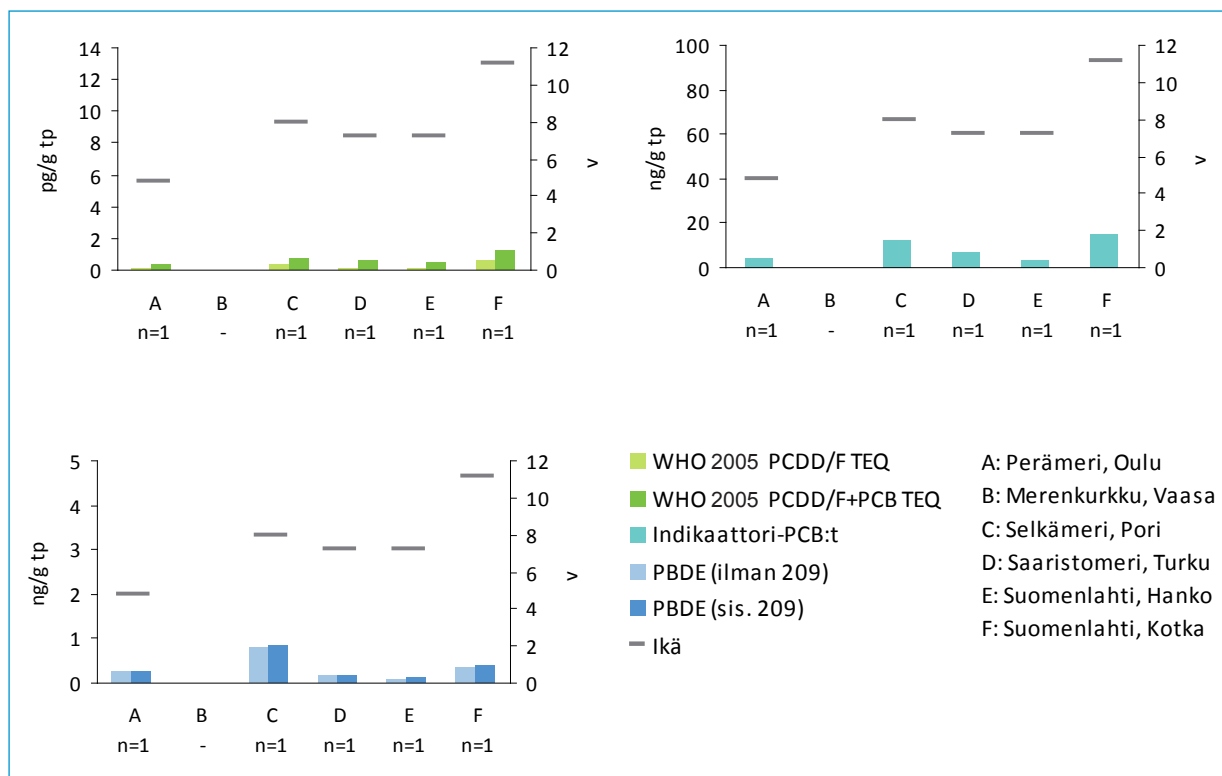 14
12
10
8
6
4
2
0
pg/g tp
12
10
8
6
4
2
0
v
A B C D E F
n=1 - n=1 n=1 n=1 n=1
100
80
60
40
20
0
ng/g tp
12
10
8
6
4
2
0
v
A B C D E F
n=1 - n=1 n=1 n=1 n=1
5
4
3
2
1
0
ng/g tp
12
10
8
6
4
2
0
v
A B C D E F
n=1 - n=1 n=1 n=1 n=1
WHO 2005 PCDD/F TEQ
WHO 2005 PCDD/F+PCB TEQ
Indikaattori-PCB:t
PBDE (ilman 209)
PBDE (sis. 209)
Ikä
A: Perämeri, Oulu
B: Merenkurkku, Vaasa
C: Selkämeri, Pori
D: Saaristomeri, Turku
E: Suomenlahti, Hanko
F: Suomenlahti, Kotka